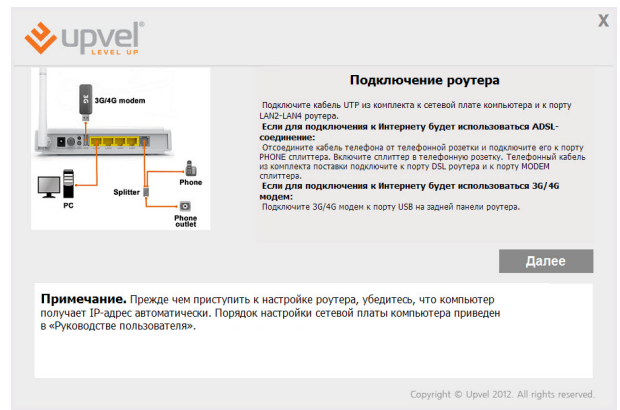 upvel
LEVEL UP
X
3G/4G modem
3G
Phone
Splitter
PC
Phone
outlet
Подключение роутера
Подключите кабель UTP из комплекта к сетевой плате компьютера и к порту
LAN2-LAN4 роутера.
Если для подключения к Интернету будет использоваться ADSL-
соединение:
Отсоедините кабель телефона от телефонной розетки и подключите его к порту
PHONE сплиттера. Включите сплиттер в телефонную розетку. Телефонный кабель
из комплекта поставки подключите к порту DSL роутера и к порту MODEM
сплиттера.
Если для подключения к Интернету будет использоваться 3G/4G
модем:
Подключите 3G/4G модем к порту USB на задней панели роутера.
Далее
Примечание. Прежде чем приступить к настройке роутера, убедитесь, что компьютер
получает IP-адрес автоматически. Порядок настройки сетевой платы компьютера приведен
в «Руководстве пользователя».
Copyright © Upvel 2012. All rights reserved.